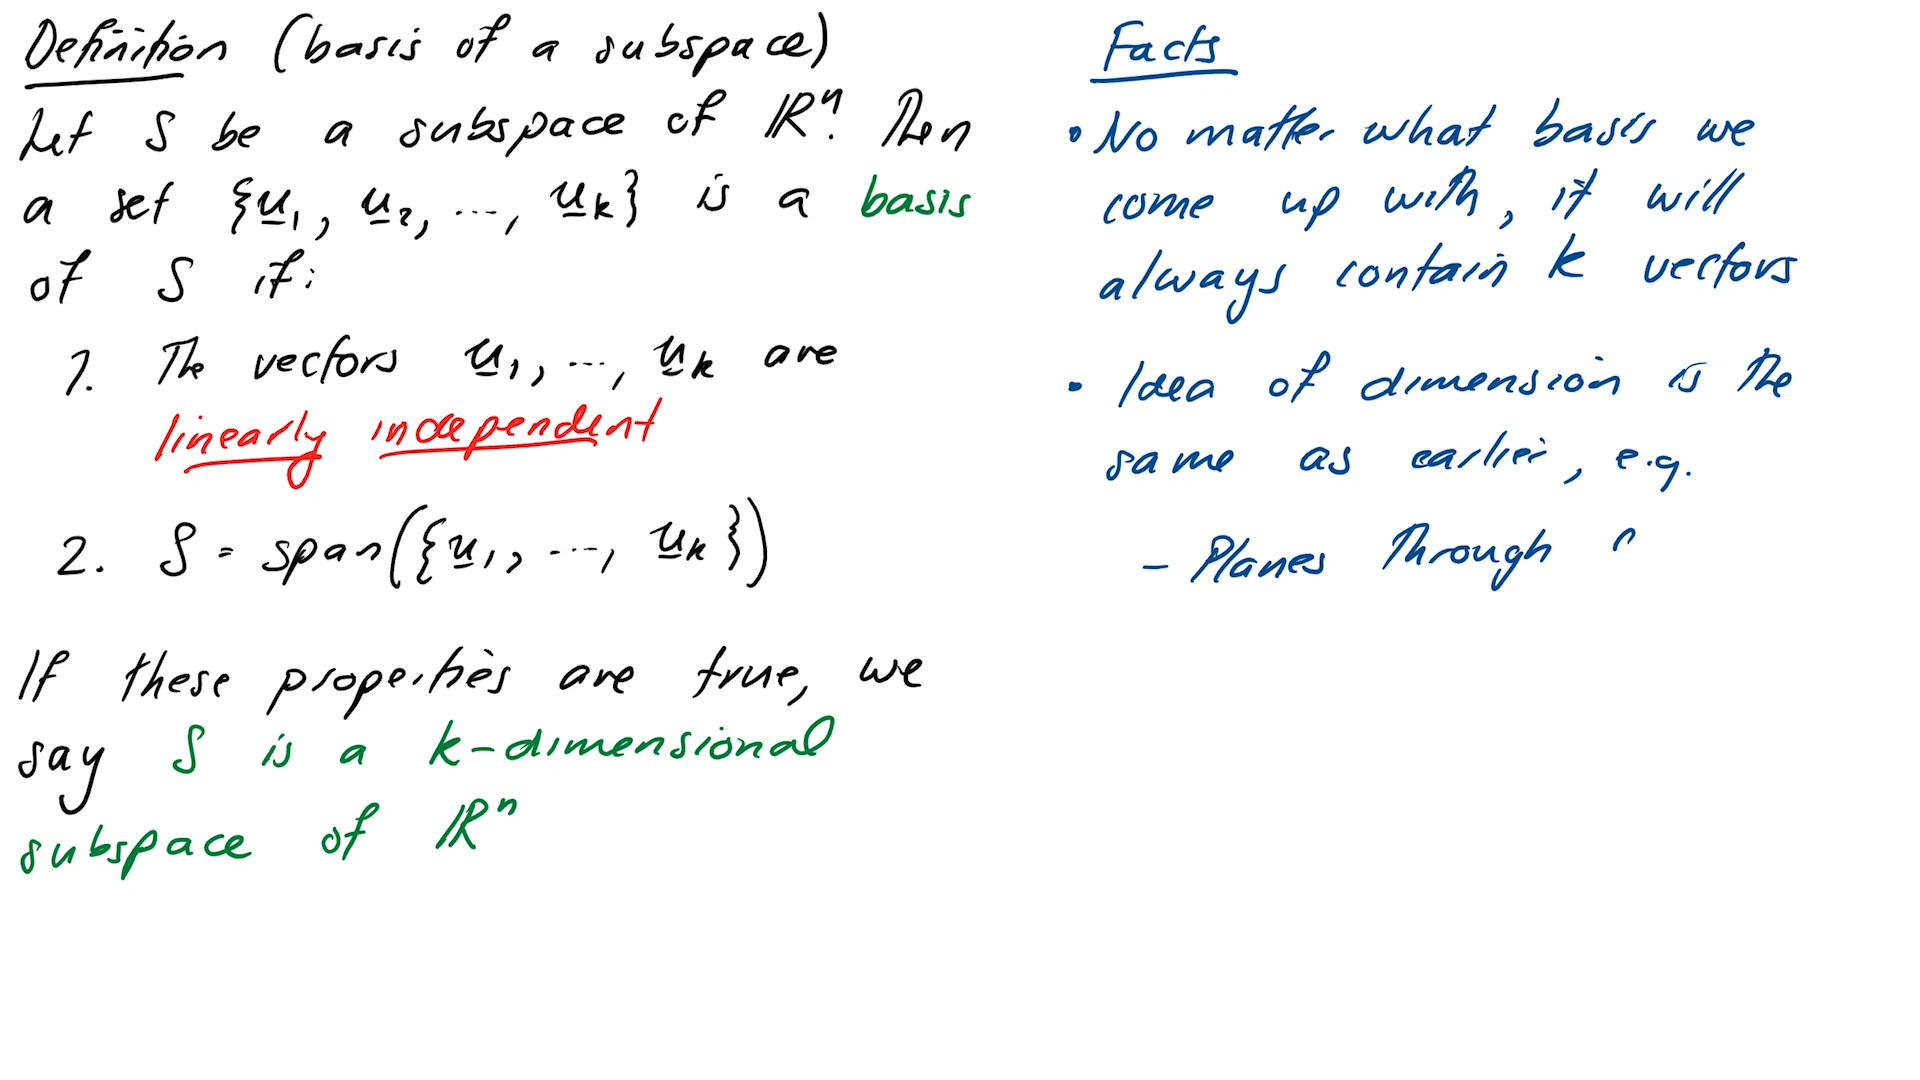 Definition (basis of a subspace)
Let S be a subspace of ℝⁿ. Then
a set {u₁, u₂, ..., uₖ} is a basis
of S if:
1. The vectors u₁, ..., uₖ are
linearly independent
2. S = span({u₁, ..., uₖ})
If these properties are true, we
say S is a k-dimensional
subspace of ℝⁿ
Facts
• No matter what basis we
come up with, it will
always contain k vectors
• Idea of dimension is the
same as earlier, e.g.
- Planes through